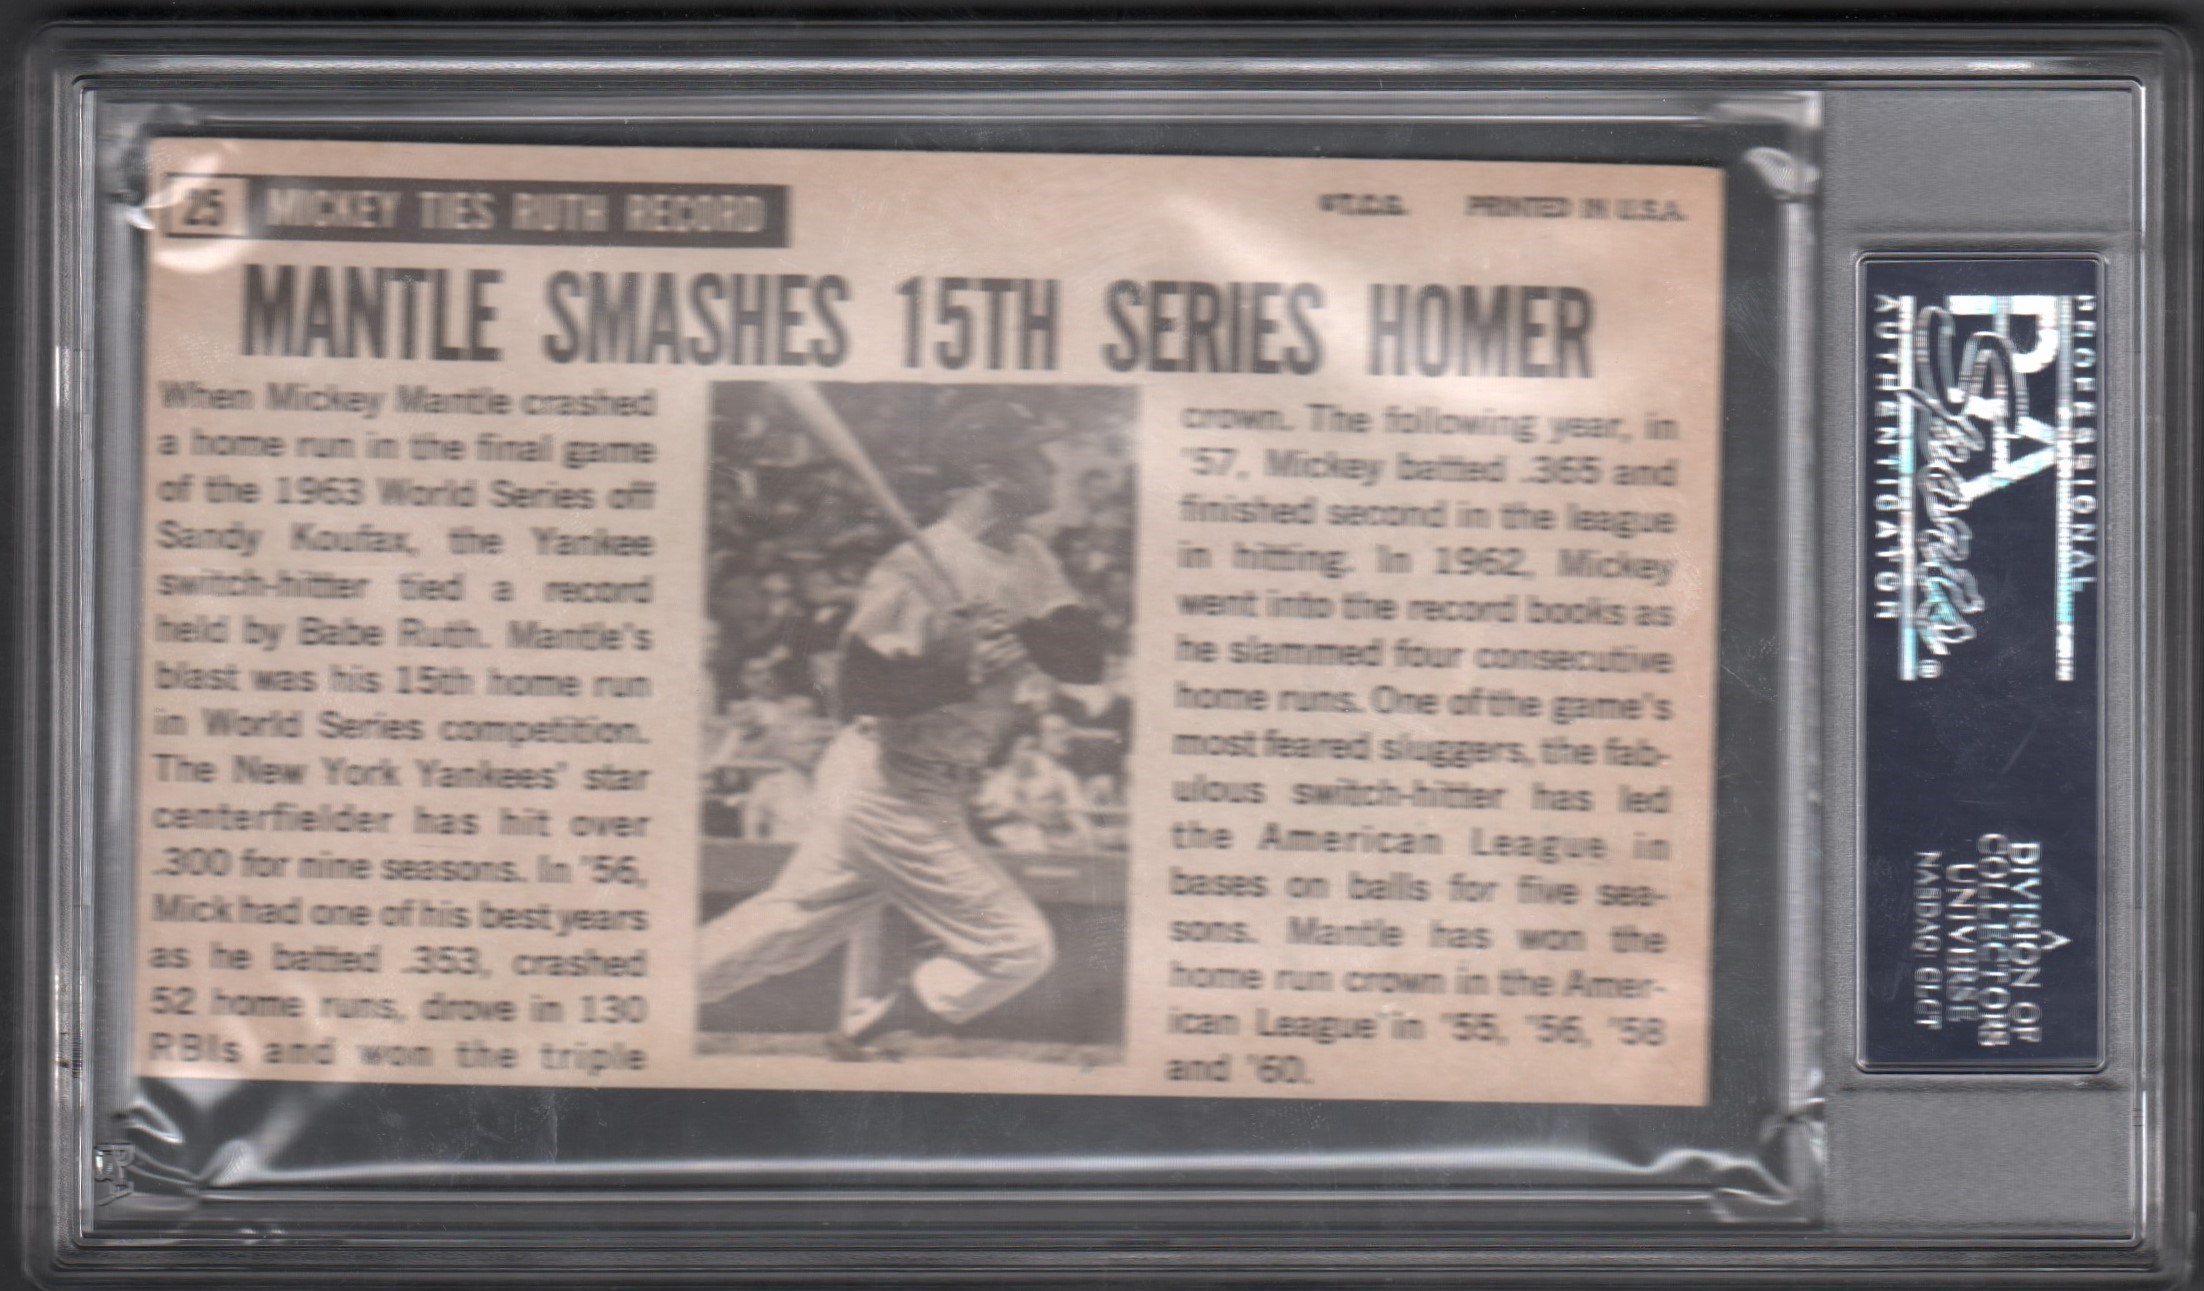 25 MICKEY TIES RUTH RECORD
©T.C.G. PRINTED IN U.S.A.
MANTLE SMASHES 15TH SERIES HOMER
When Mickey Mantle crashed
a home run in the final game
of the 1963 World Series off
Sandy Koufax, the Yankee
switch-hitter tied a record
held by Babe Ruth. Mantle's
blast was his 15th home run
in World Series competition.
The New York Yankees' star
centerfielder has hit over
.300 for nine seasons. In '56,
Mick had one of his best years
as he batted .353, crashed
52 home runs, drove in 130
RBIs and won the triple
crown. The following year, in
'57, Mickey batted .365 and
finished second in the league
in hitting. In 1962, Mickey
went into the record books as
he slammed four consecutive
home runs. One of the game's
most feared sluggers, the fab-
ulous switch-hitter has led
the American League in
bases on balls for five sea-
sons. Mantle has won the
home run crown in the Amer-
ican League in '55, '56, '58
and '60.
PROFESSIONAL
PSA
Sports
AUTHENTICATOR
DIVISION OF
COLLECTORS
UNIVERSE
NASDAQ: CLCT
PSA